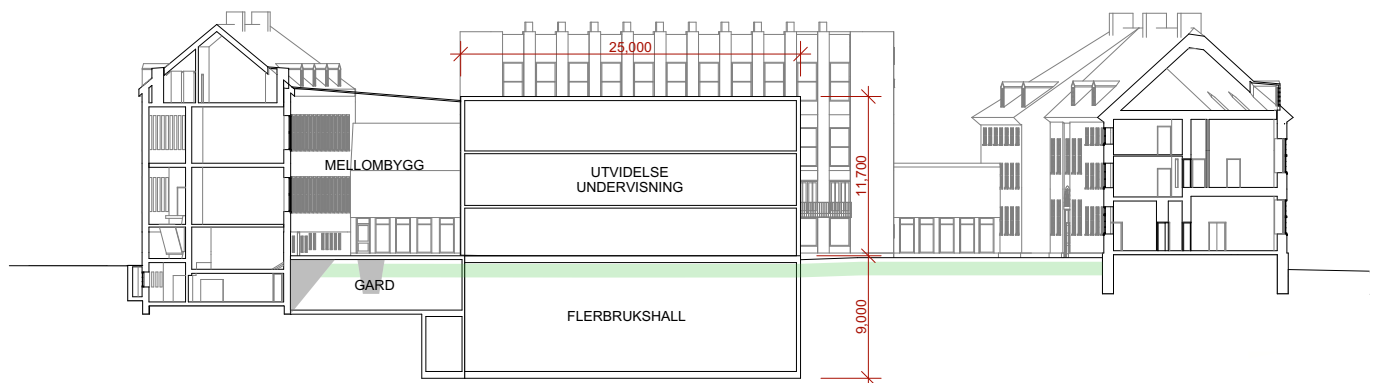 25,000
MELLOMBYGG
UTVIDELSE
UNDERVISNING
11,700
GARD
FLERBRUKSHALL
9,000